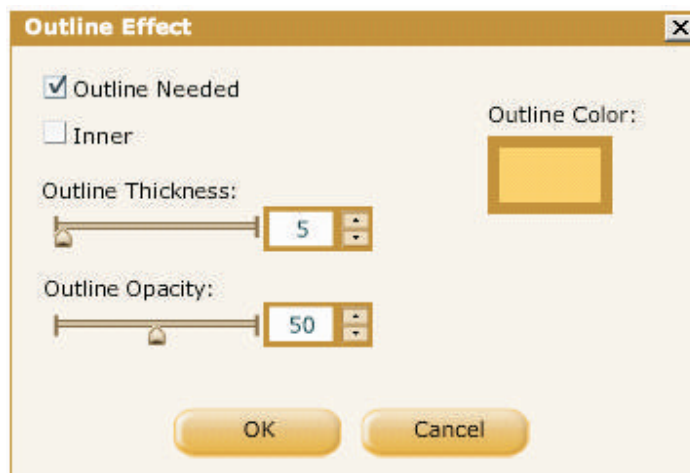 Outline Effect
Outline Needed
Inner
Outline Color:
Outline Thickness:
5
Outline Opacity:
50
OK
Cancel